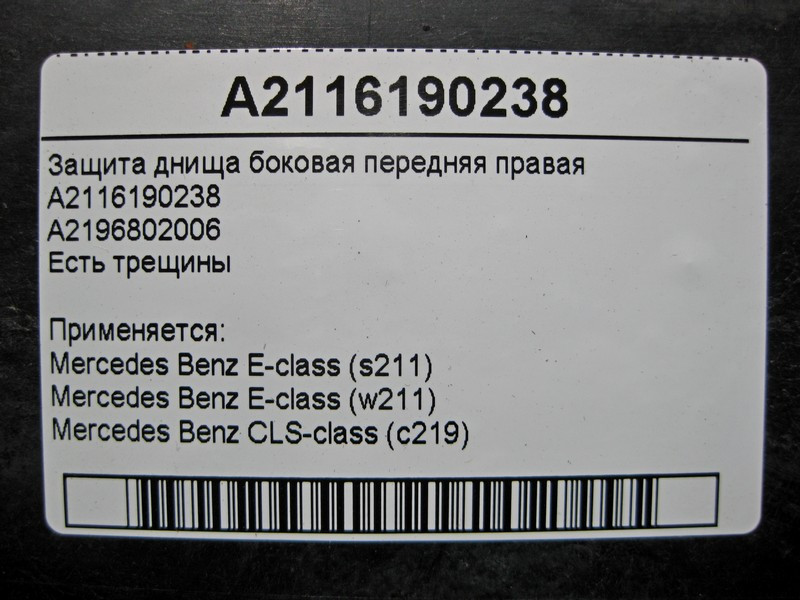 A2116190238
Защита днища боковая передняя правая
A2116190238
A2196802006
Есть трещины
Применяется:
Mercedes Benz E-class (s211)
Mercedes Benz E-class (w211)
Mercedes Benz CLS-class (c219)